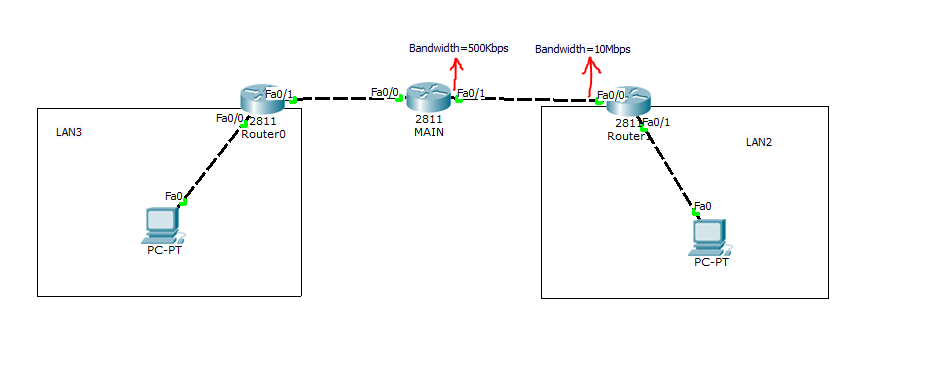 Bandwidth=500Kbps
Bandwidth=10Mbps
Fa0/1
Fa0/0
Fa0/1
Fa0/0
2811
MAIN
Fa0/0
2811
Router0
2811
Fa0/1
LAN3
LAN2
Fa0
PC-PT
Fa0
PC-PT